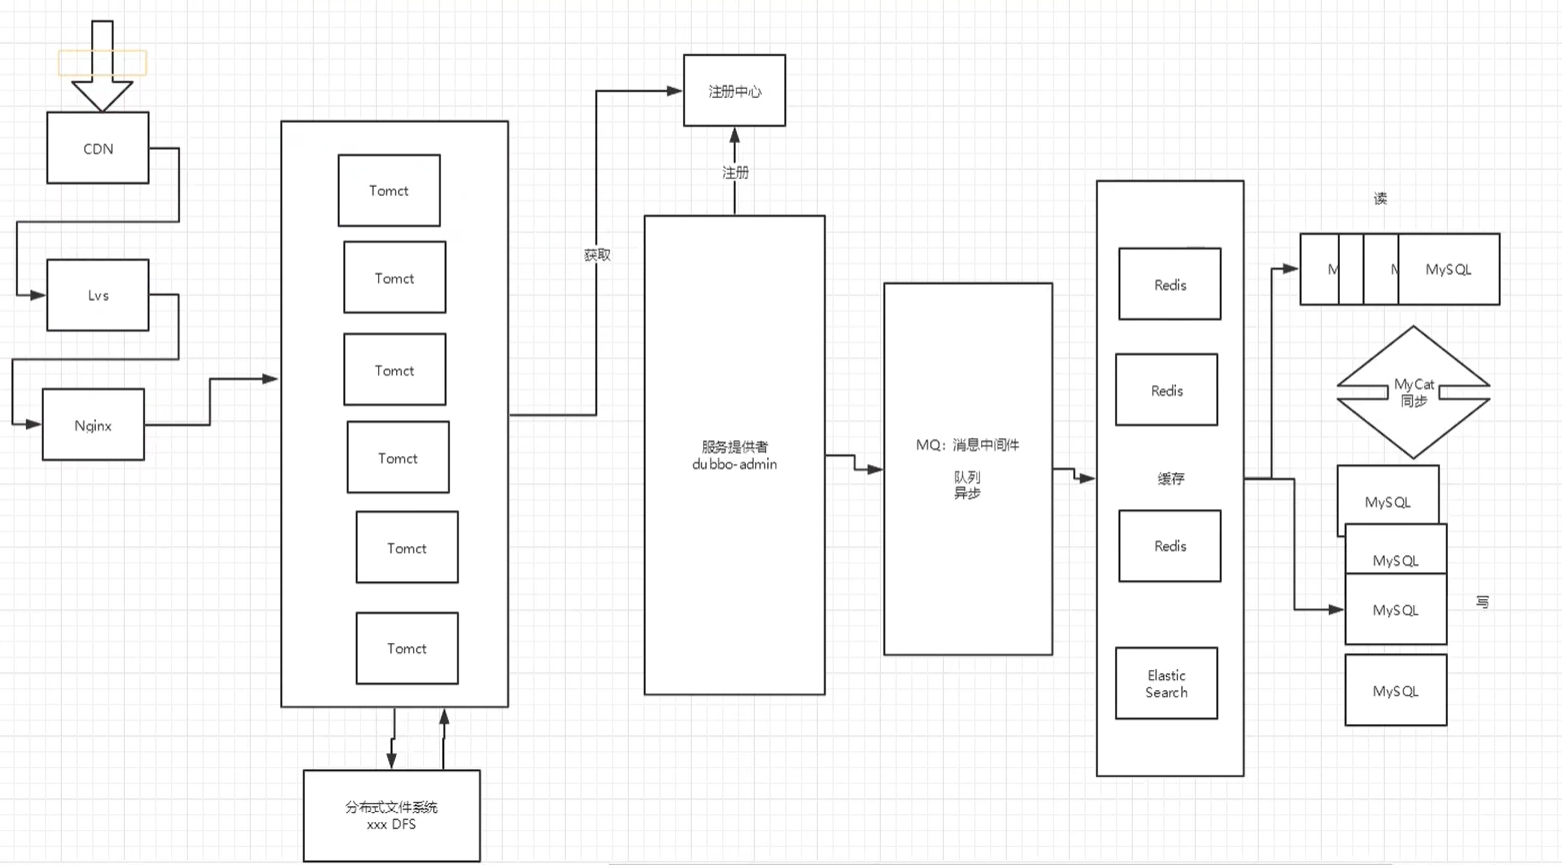 CDN
Lvs
Nginx
Tomct
Tomct
Tomct
Tomct
Tomct
Tomct
分布式文件系统
xxx DFS
获取
注册中心
注册
服务提供者
dubbo-admin
MQ：消息中间件
队列
异步
Redis
Redis
缓存
Redis
Elastic
Search
读
M
M
MySQL
MyCat
同步
MySQL
MySQL
MySQL
写
MySQL